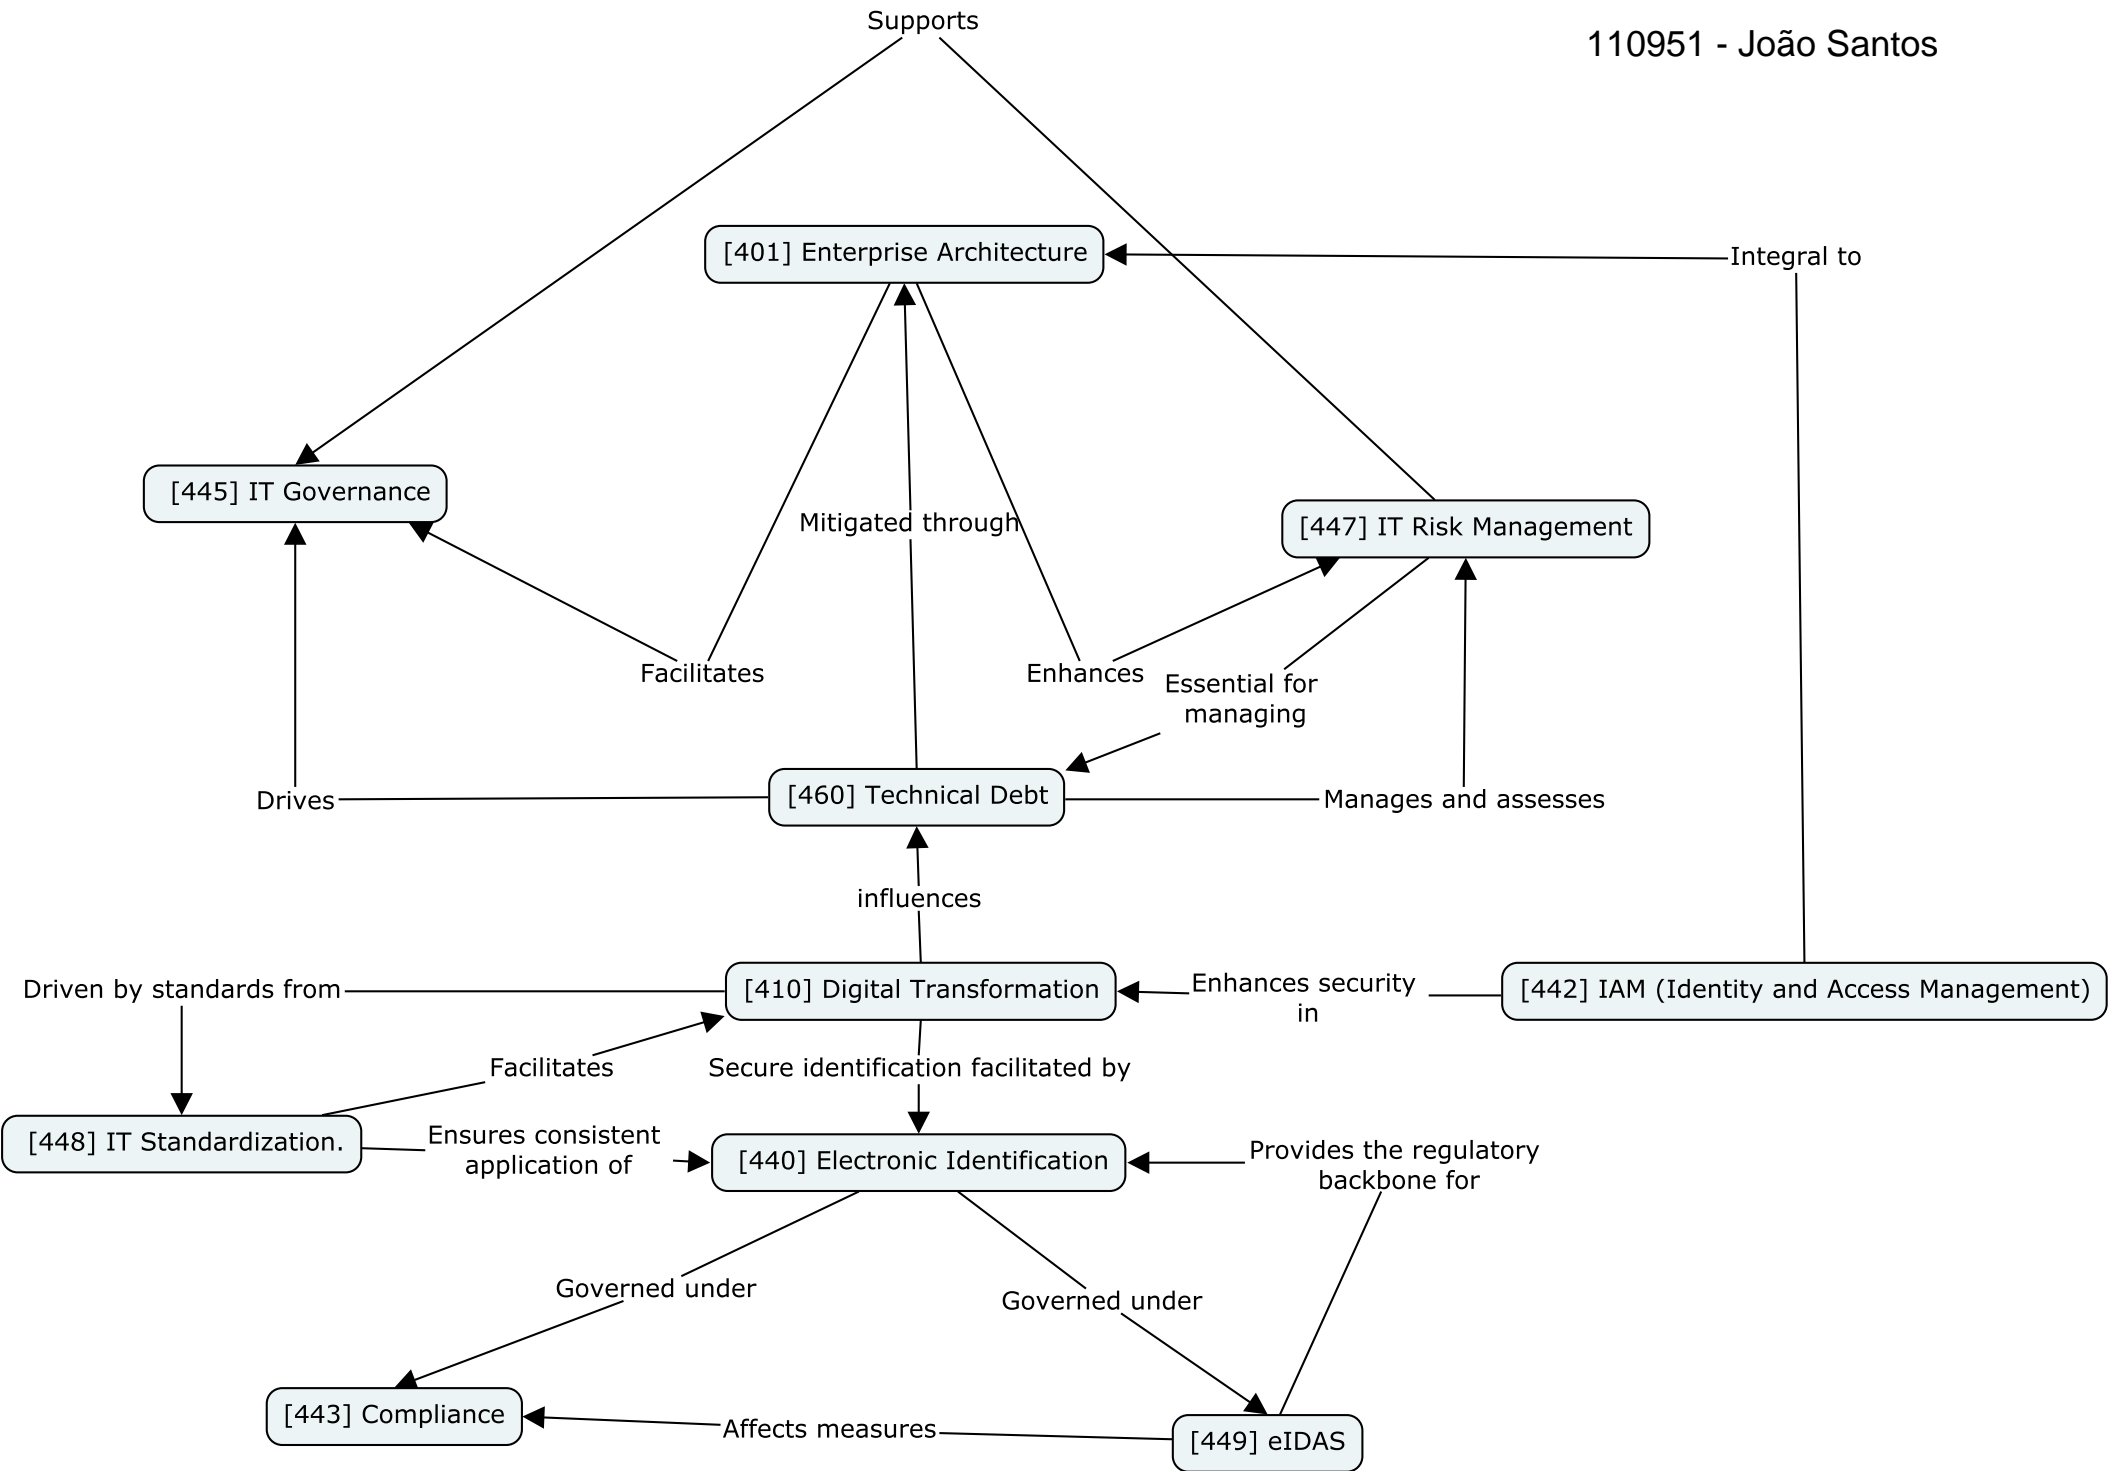 Supports
110951 - João Santos
[401] Enterprise Architecture
Integral to
[445] IT Governance
Mitigated through
[447] IT Risk Management
Facilitates
Enhances
Essential for
managing
Drives
[460] Technical Debt
Manages and assesses
influences
Driven by standards from
[410] Digital Transformation
Enhances security
in
[442] IAM (Identity and Access Management)
Facilitates
Secure identification facilitated by
[448] IT Standardization.
Ensures consistent
application of
[440] Electronic Identification
Provides the regulatory
backbone for
Governed under
Governed under
[443] Compliance
Affects measures
[449] eIDAS